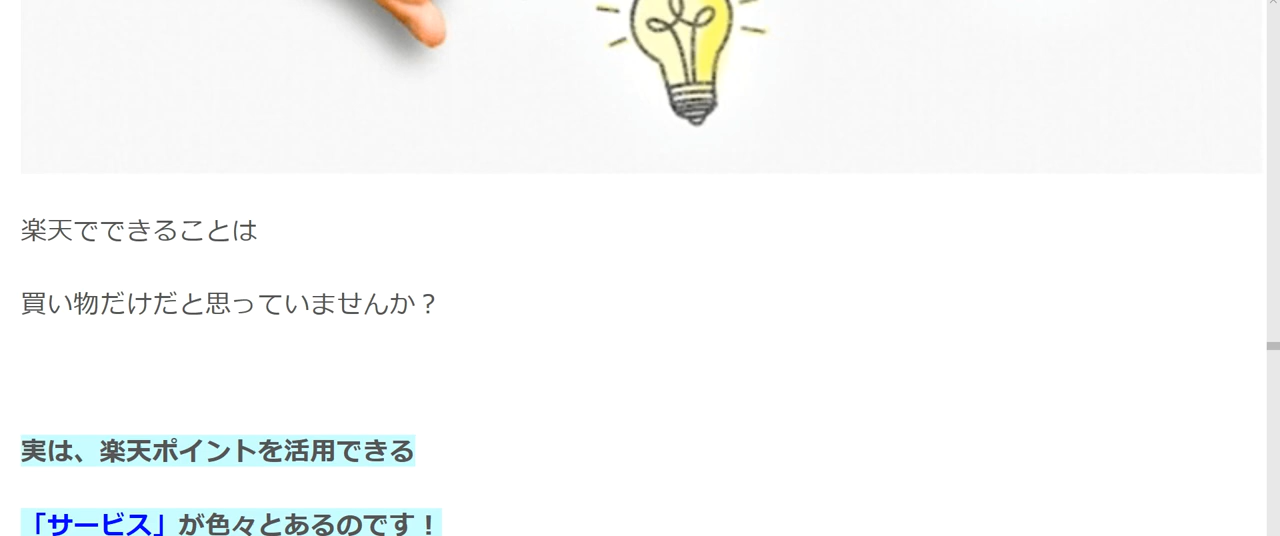 楽天でできることは
買い物だけだと思っていませんか？
実は、楽天ポイントを活用できる
「サービス」が色々とあるのです！